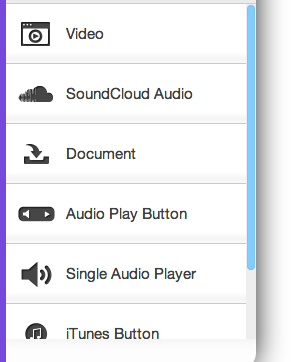 Video
SoundCloud Audio
Document
Audio Play Button
Single Audio Player
iTunes Button